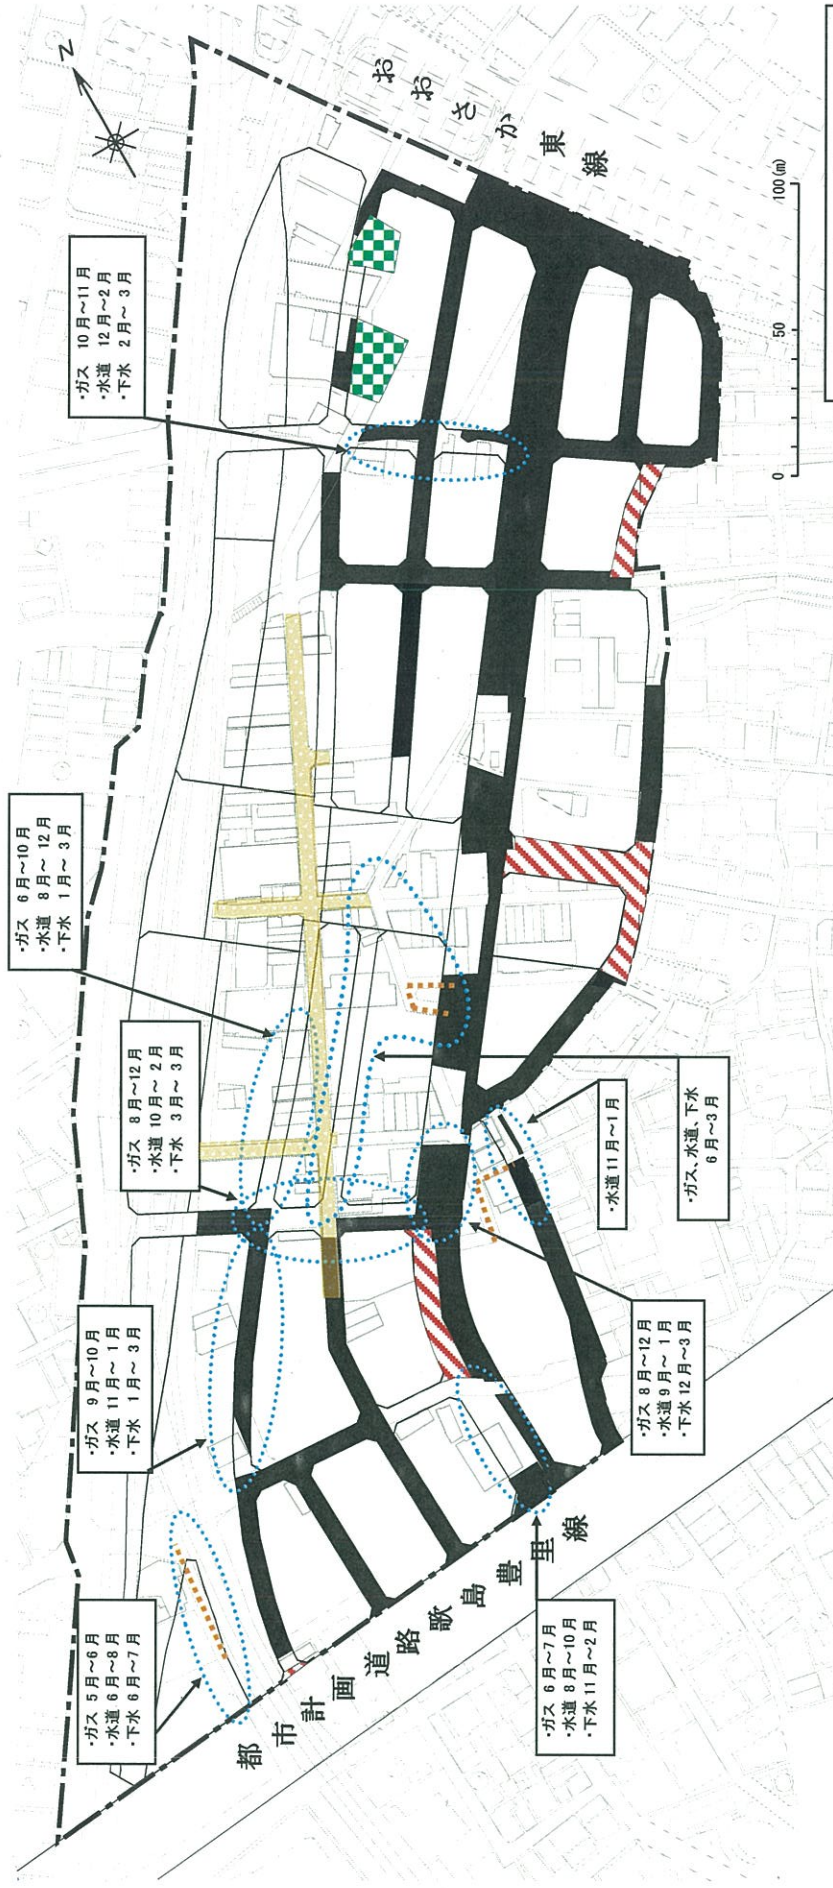 ・ガス 10月～11月
・水道 12月～2月
・下水 2月～3月
・ガス 6月～10月
・水道 8月～12月
・下水 1月～3月
・ガス 8月～12月
・水道 10月～2月
・下水 3月～3月
・ガス 9月～10月
・水道 11月～1月
・下水 1月～3月
・ガス 5月～6月
・水道 6月～8月
・下水 6月～7月
・ガス 6月～7月
・水道 8月～10月
・下水 11月～2月
・ガス 8月～12月
・水道 9月～1月
・下水 12月～3月
・水道 11月～1月
・ガス、水道、下水
6月～3月
おおさか東線
都市計画道路歌島豊里線
N
0 50 100(m)